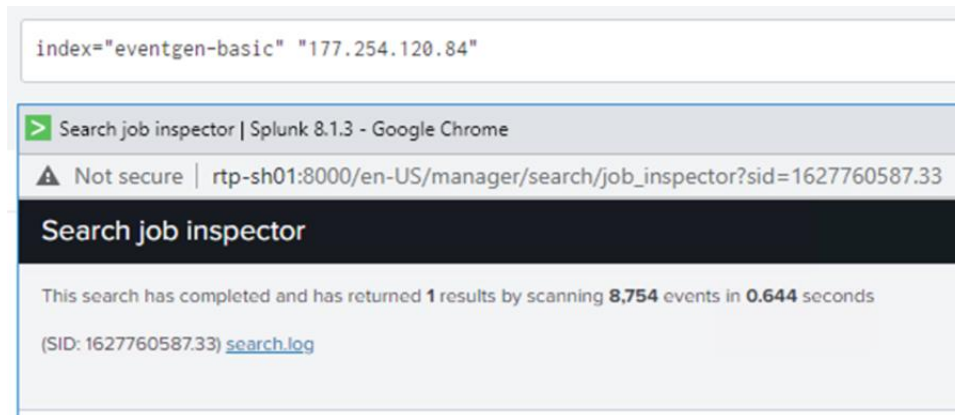 index="eventgen-basic" "177.254.120.84"
Search job inspector | Splunk 8.1.3 - Google Chrome
Not secure | rtp-sh01:8000/en-US/manager/search/job_inspector?sid=1627760587.33
Search job inspector
This search has completed and has returned 1 results by scanning 8,754 events in 0.644 seconds
(SID: 1627760587.33) search.log